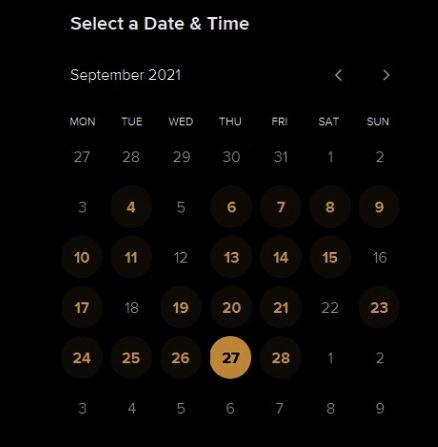 Select a Date & Time
September 2021
MON TUE WED THU FRI SAT SUN
27 28 29 30 31 1 2
3 4 5 6 7 8 9
10 11 12 13 14 15 16
17 18 19 20 21 22 23
24 25 26 27 28 1 2
3 4 5 6 7 8 9